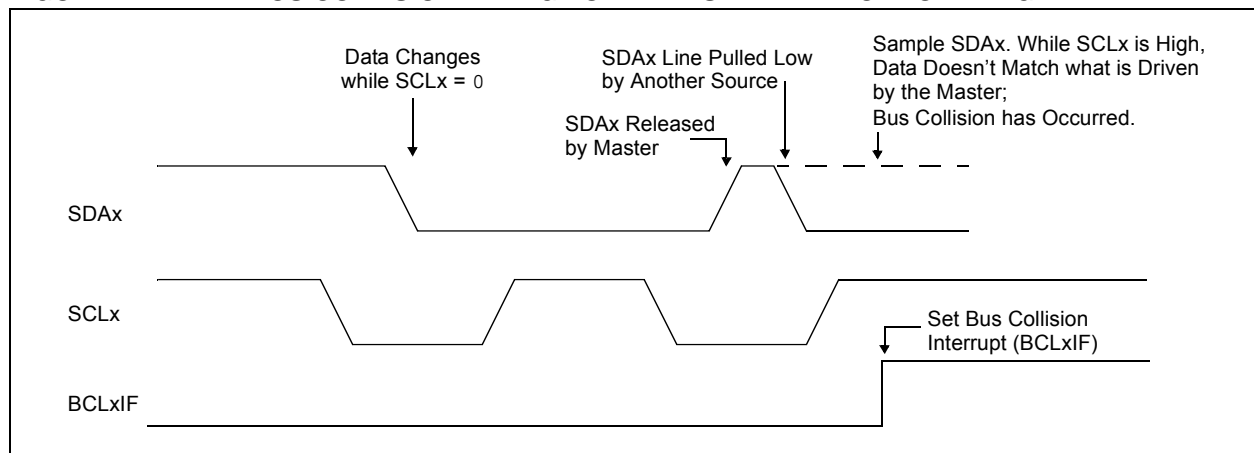 Data Changes
while SCLx = 0
SDAx Line Pulled Low
by Another Source
SDAx Released
by Master
Sample SDAx. While SCLx is High,
Data Doesn't Match what is Driven
by the Master;
Bus Collision has Occurred.
SDAx
SCLx
Set Bus Collision
Interrupt (BCLxIF)
BCLxIF